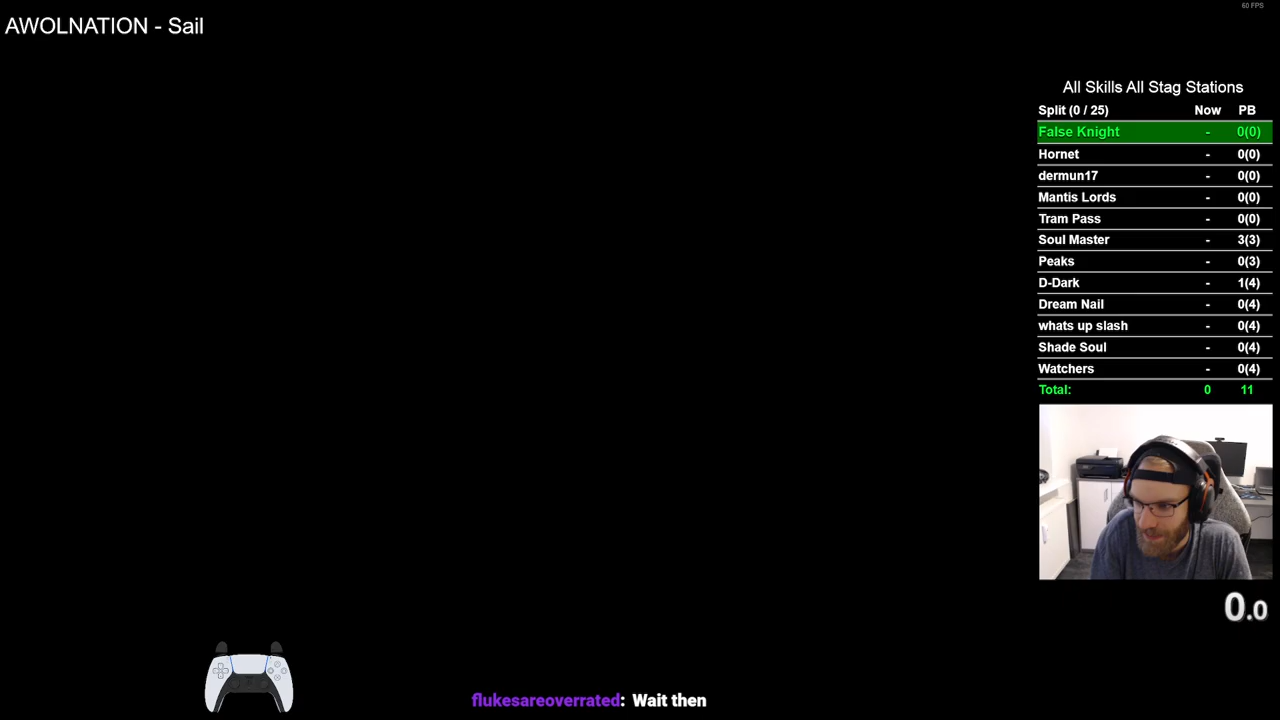 60 FPS
AWOLNATION - Sail
All Skills All Stag Stations
Split (0 / 25) Now PB
False Knight - 0(0)
Hornet - 0(0)
dermun17 - 0(0)
Mantis Lords - 0(0)
Tram Pass - 0(0)
Soul Master - 3(3)
Peaks - 0(3)
D-Dark - 1(4)
Dream Nail - 0(4)
whats up slash - 0(4)
Shade Soul - 0(4)
Watchers - 0(4)
Total: 0 11
0.0
flukesareoverrated: Wait then